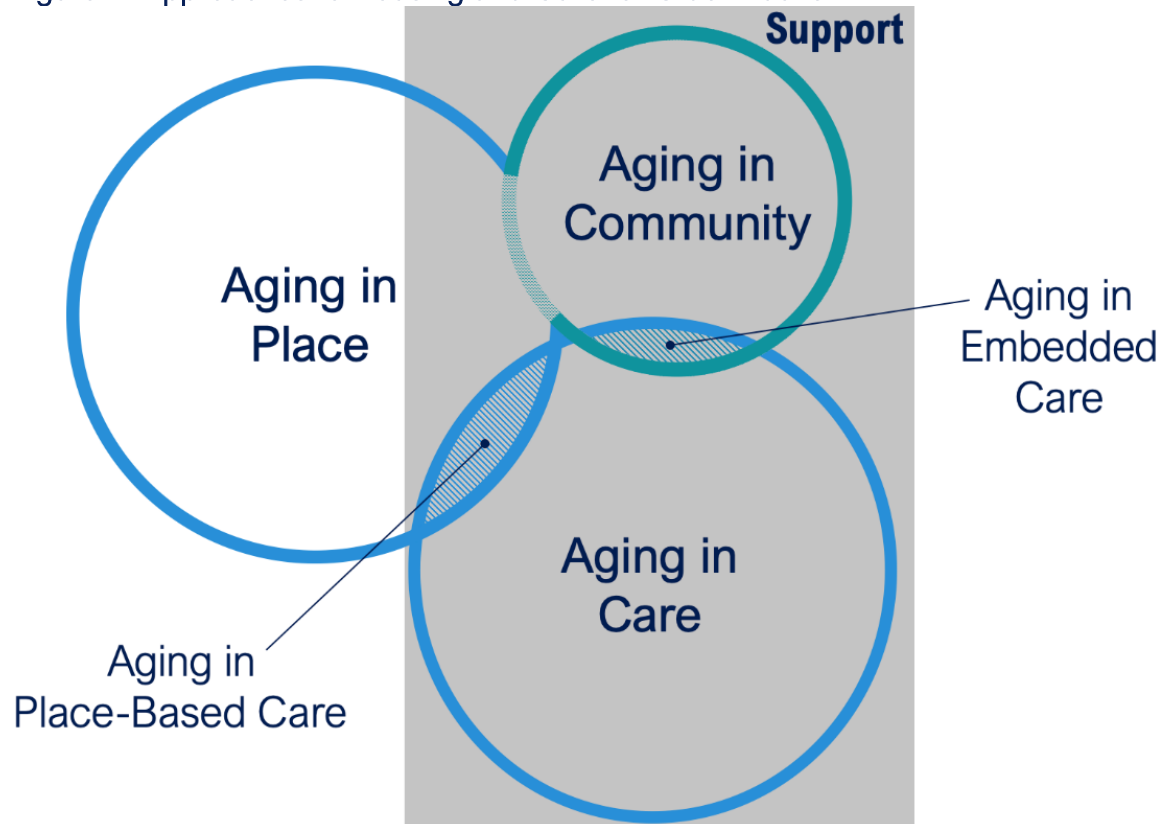 Support
Aging in
Community
Aging in
Place
Aging in
Embedded
Care
Aging in
Care
Aging in
Place-Based Care